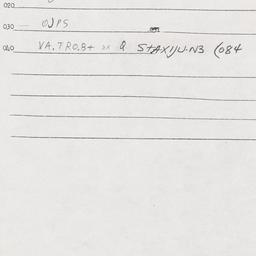 020
030 OJPS
040 VA.TRO.B+ xx & STAXIJU.N3 (084